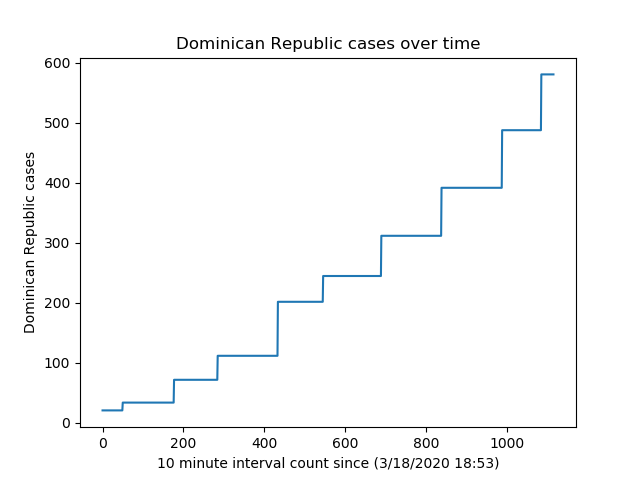 Dominican Republic cases over time
600
500
400
300
200
100
0
Dominican Republic cases
0 200 400 600 800 1000
10 minute interval count since (3/18/2020 18:53)